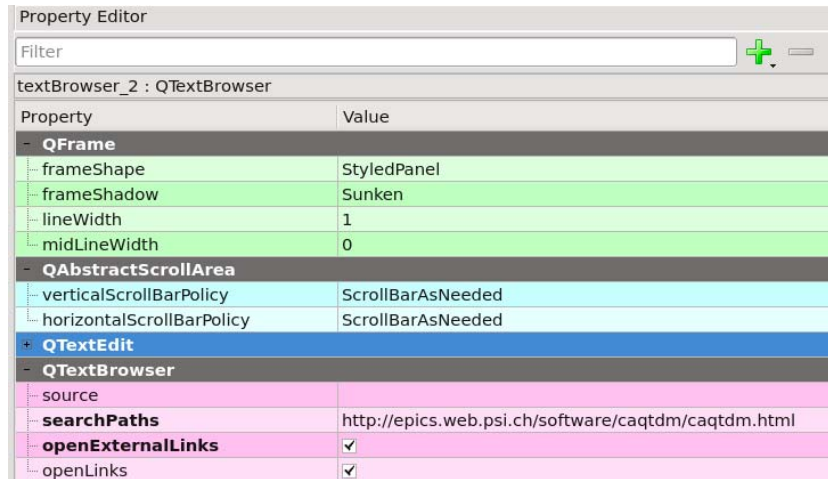 Property Editor
Filter
textBrowser_2 : QTextBrowser
Property Value
QFrame
frameShape StyledPanel
frameShadow Sunken
lineWidth 1
midLineWidth 0
QAbstractScrollArea
verticalScrollBarPolicy ScrollBarAsNeeded
horizontalScrollBarPolicy ScrollBarAsNeeded
QTextEdit
QTextBrowser
source
searchPaths http://epics.web.psi.ch/software/caqtdm/caqtdm.html
openExternalLinks
openLinks